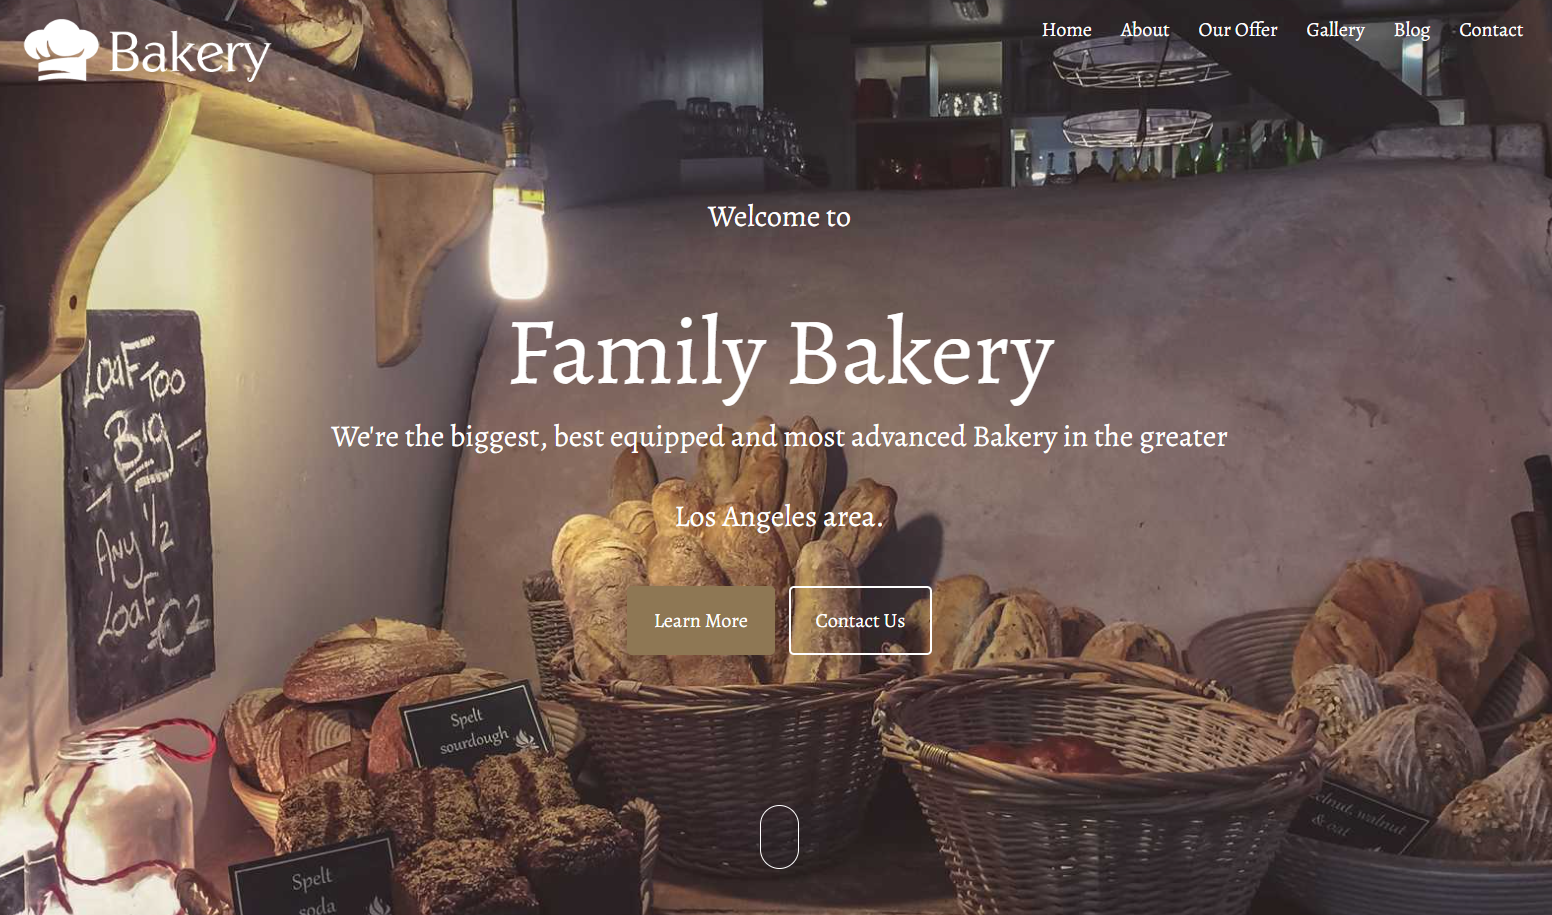 Bakery
Home About Our Offer Gallery Blog Contact
Welcome to
Family Bakery
We're the biggest, best equipped and most advanced Bakery in the greater
Los Angeles area.
Learn More Contact Us
Loaf Too
Big
Any 1/2
Loaf
€2
Spelt
sourdough
Spelt
soda
walnut
& oat